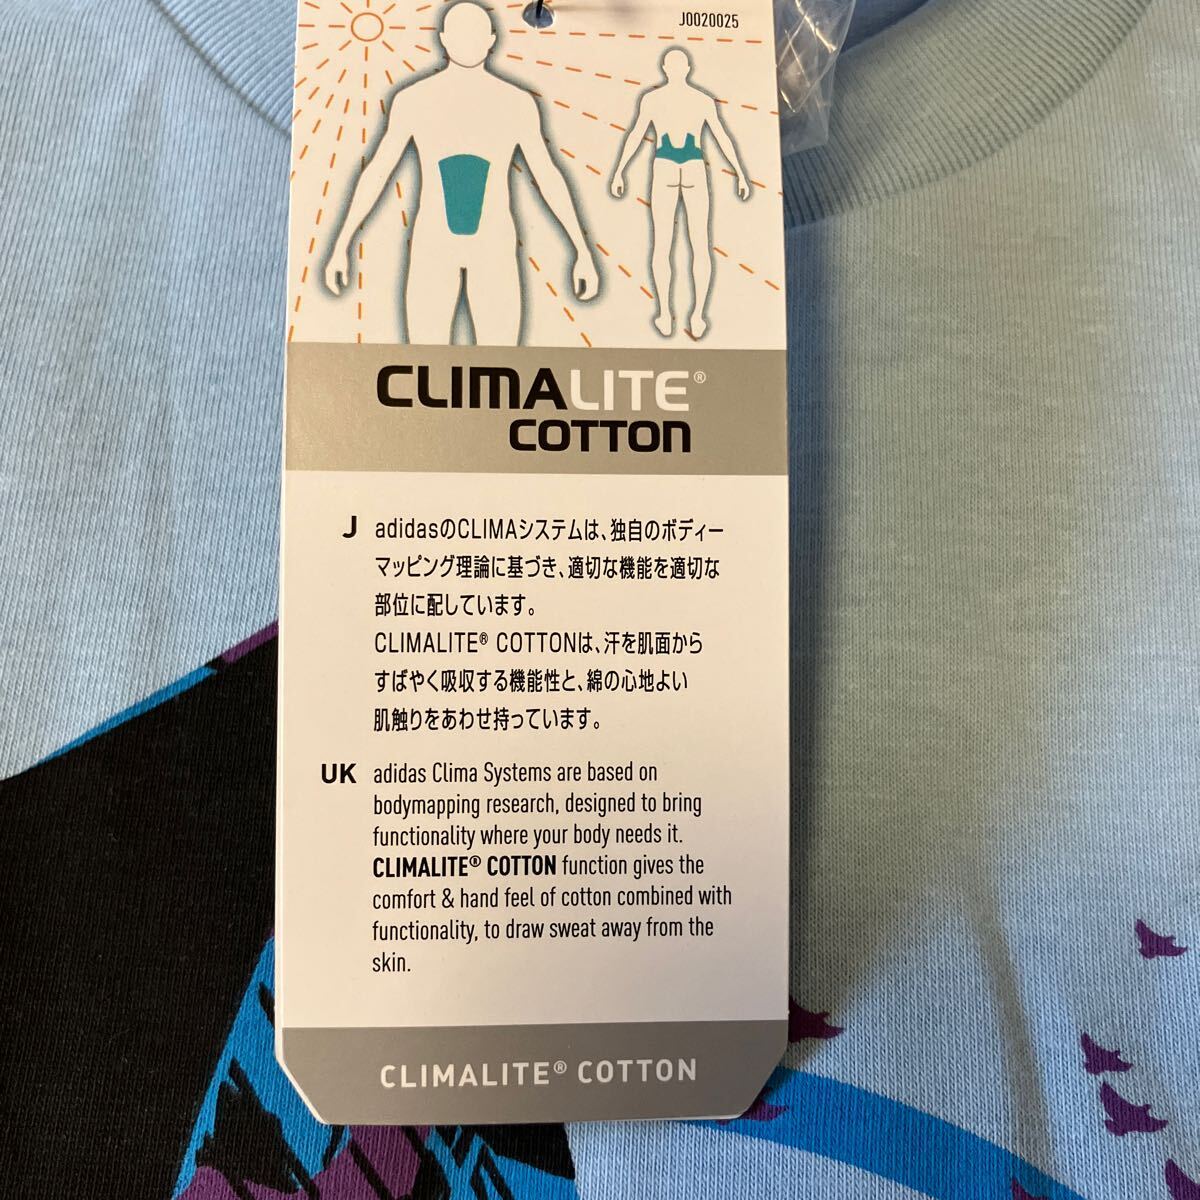 J0020025
CLIMALITE®
COTTON
J adidasのCLIMAシステムは、独自のボディー
マッピング理論に基づき、適切な機能を適切な
部位に配しています。
CLIMALITE® COTTONは、汗を肌面から
すばやく吸収する機能性と、綿の心地よい
肌触りをあわせ持っています。
UK adidas Clima Systems are based on
bodymapping research, designed to bring
functionality where your body needs it.
CLIMALITE® COTTON function gives the
comfort & hand feel of cotton combined with
functionality, to draw sweat away from the
skin.
CLIMALITE® COTTON